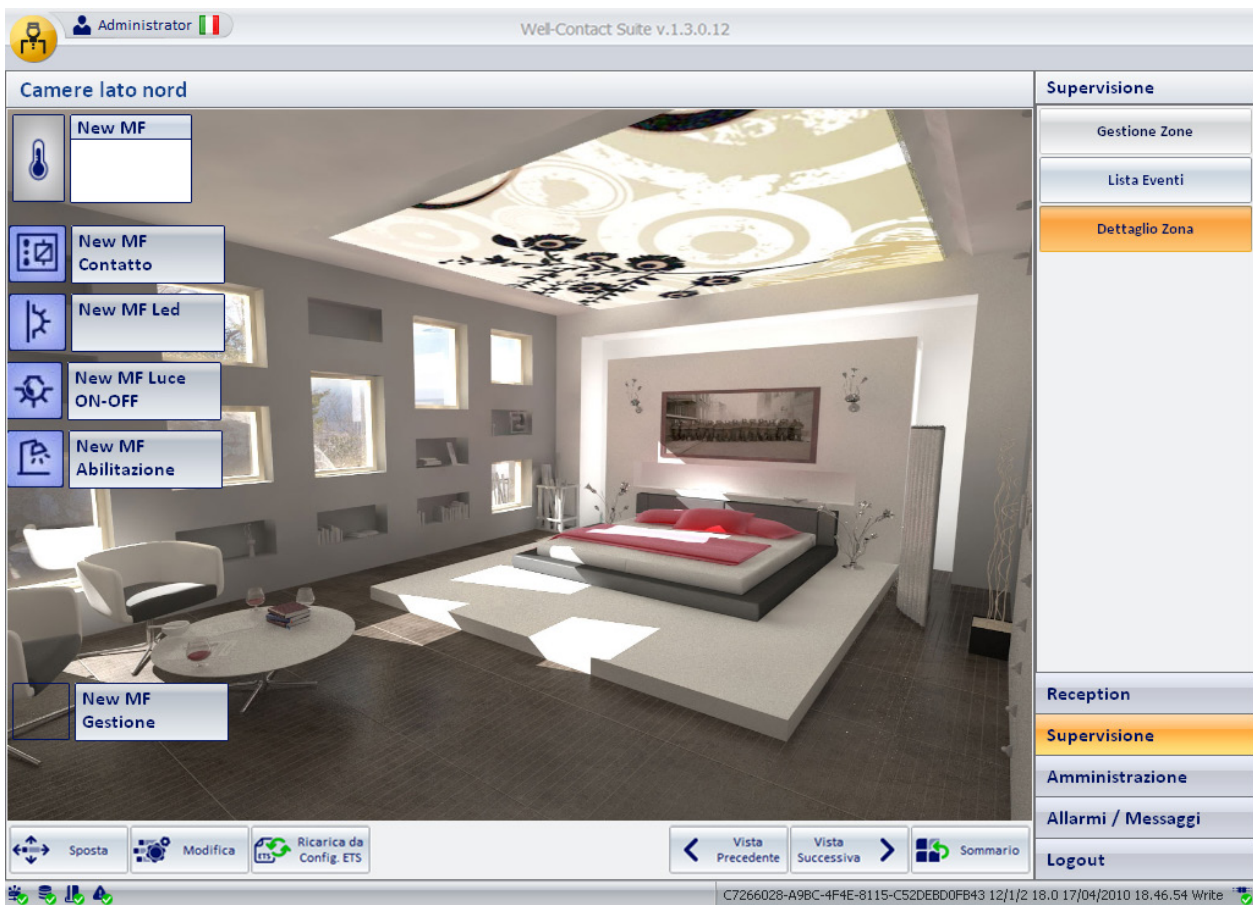 Administrator
Well-Contact Suite v.1.3.0.12
Camere lato nord
Supervisione
New MF
Gestione Zone
Lista Eventi
Dettaglio Zona
New MF
Contatto
New MF Led
New MF Luce
ON-OFF
New MF
Abilitazione
New MF
Gestione
Reception
Supervisione
Amministrazione
Allarmi / Messaggi
Logout
Sposta
Modifica
ETS
Ricarica da
Config. ETS
Vista
Precedente
Vista
Successiva
Sommario
C7266028-A9BC-4F4E-8115-C52DEBD0FB43 12/1/2 18.0 17/04/2010 18.46.54 Write